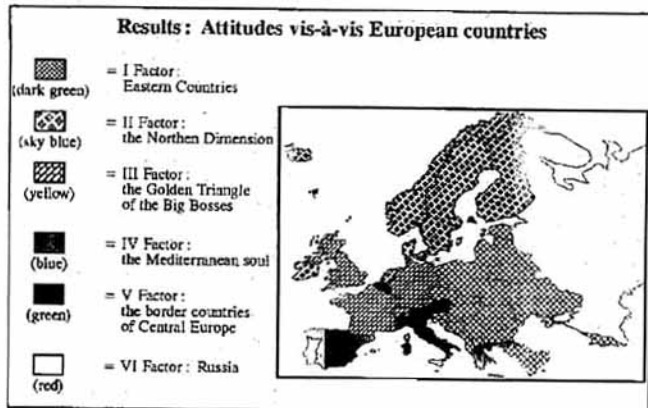 Results: Attitudes vis-à-vis European countries
(dark green)
= I Factor:
Eastern Countries
(sky blue)
= II Factor:
the Northen Dimension
(yellow)
= III Factor:
the Golden Triangle
of the Big Bosses
(blue)
= IV Factor:
the Mediterranean soul
(green)
= V Factor:
the border countries
of Central Europe
(red)
= VI Factor: Russia